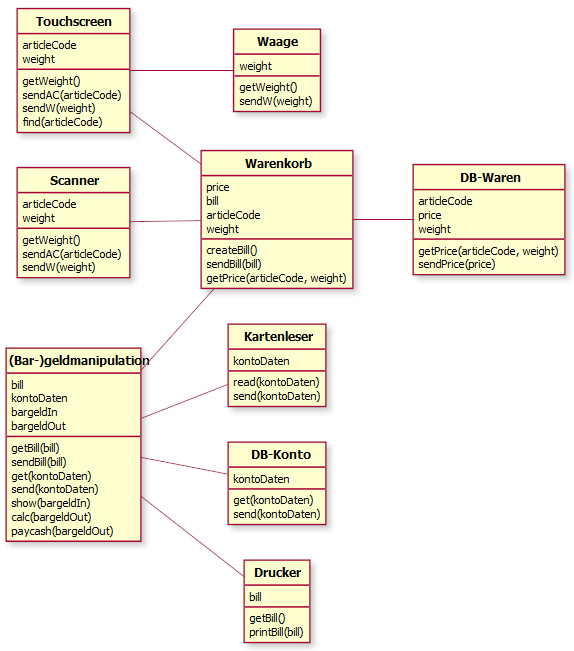 Touchscreen
articleCode
weight
getWeight()
sendAC(articleCode)
sendW(weight)
find(articleCode)
Waage
weight
getWeight()
sendW(weight)
Scanner
articleCode
weight
getWeight()
sendAC(articleCode)
sendW(weight)
Warenkorb
price
bill
articleCode
weight
createBill()
sendBill(bill)
getPrice(articleCode, weight)
DB-Waren
articleCode
price
weight
getPrice(articleCode, weight)
sendPrice(price)
(Bar-)geldmanipulation
bill
kontoDaten
bargeldIn
bargeldOut
getBill(bill)
sendBill(bill)
get(kontoDaten)
send(kontoDaten)
show(bargeldIn)
calc(bargeldOut)
paycash(bargeldOut)
Kartenleser
kontoDaten
read(kontoDaten)
send(kontoDaten)
DB-Konto
kontoDaten
get(kontoDaten)
send(kontoDaten)
Drucker
bill
getBill()
printBill(bill)